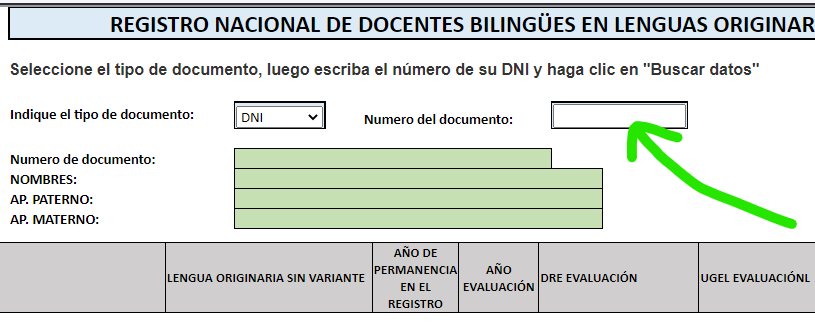 REGISTRO NACIONAL DE DOCENTES BILINGÜES EN LENGUAS ORIGINAR
Seleccione el tipo de documento, luego escriba el número de su DNI y haga clic en "Buscar datos"
Indique el tipo de documento: DNI Numero del documento:
Numero de documento:
NOMBRES:
AP. PATERNO:
AP. MATERNO:
LENGUA ORIGINARIA SIN VARIANTE
AÑO DE
PERMANENCIA
EN EL
REGISTRO
AÑO
EVALUACIÓN
DRE EVALUACIÓN
UGEL EVALUACIÓNL